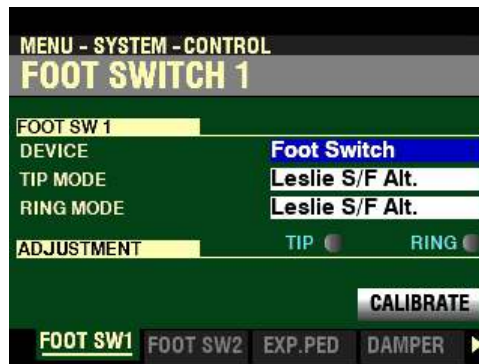 MENU - SYSTEM - CONTROL
FOOT SWITCH 1
FOOT SW 1
DEVICE Foot Switch
TIP MODE Leslie S/F Alt.
RING MODE Leslie S/F Alt.
ADJUSTMENT TIP RING
CALIBRATE
FOOT SW1 FOOT SW2 EXP.PED DAMPER